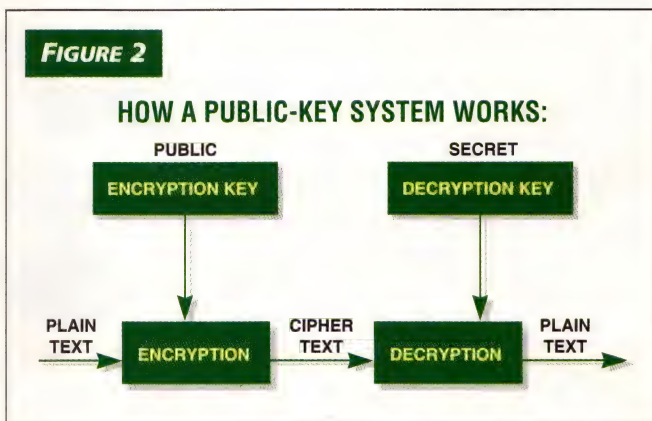 FIGURE 2
HOW A PUBLIC-KEY SYSTEM WORKS:
PUBLIC
ENCRYPTION KEY
SECRET
DECRYPTION KEY
PLAIN
TEXT
ENCRYPTION
CIPHER
TEXT
DECRYPTION
PLAIN
TEXT